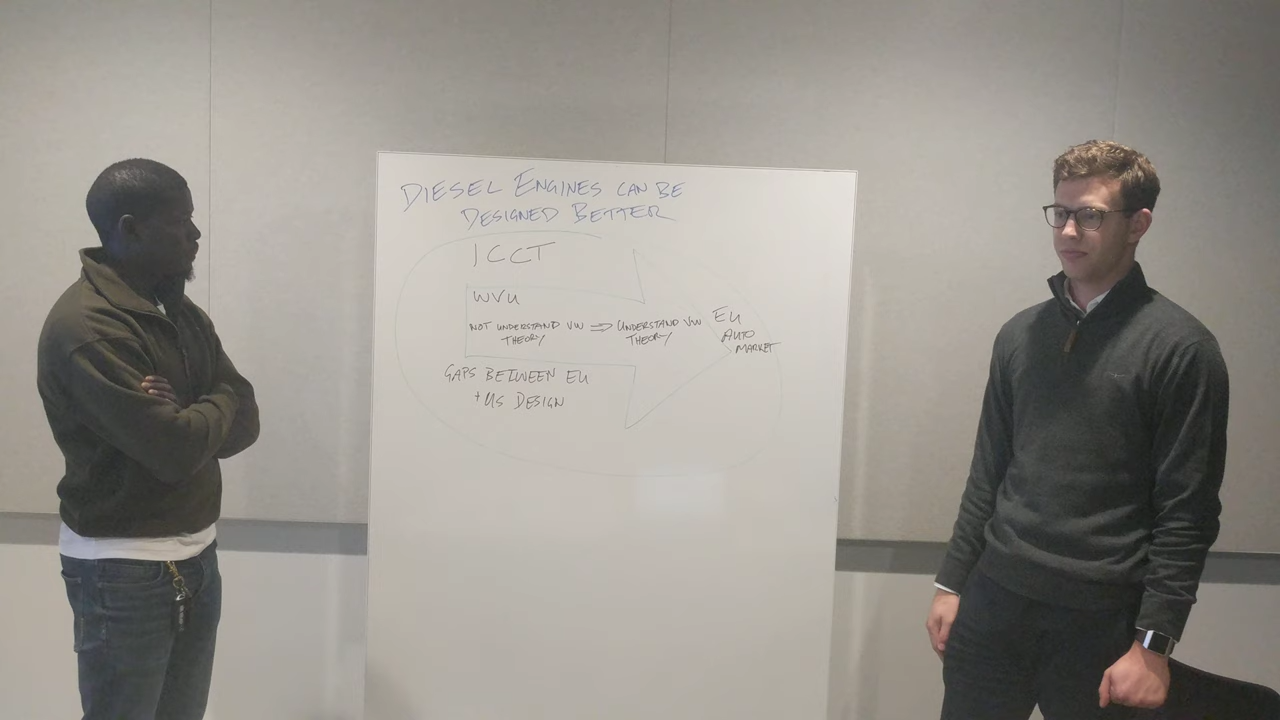 DIESEL ENGINES CAN BE
DESIGNED BETTER
ICCT
WVU
NOT UNDERSTAND VW ⇒ UNDERSTAND VW
THEORY THEORY
EU
AUTO
MARKET
GAPS BETWEEN EU
+ US DESIGN